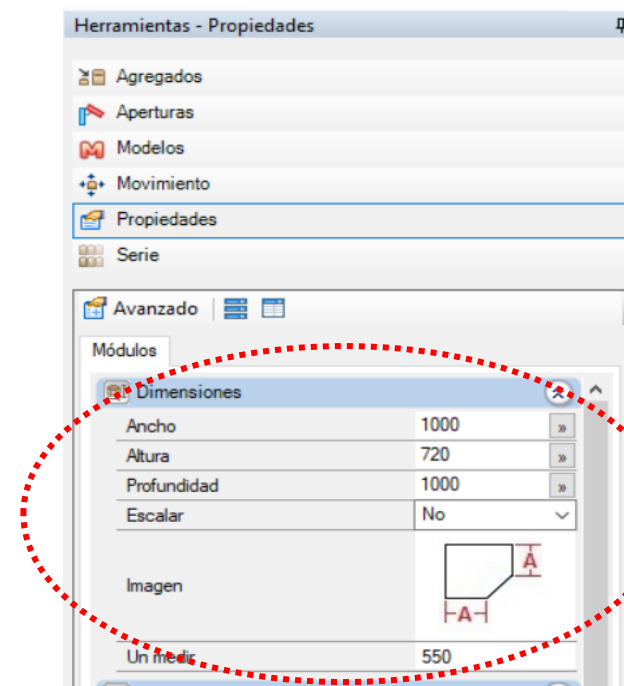 Herramientas - Propiedades
Agregados
Aperturas
Modelos
Movimiento
Propiedades
Serie
Avanzado
Módulos
Dimensiones
Ancho 1000 »
Altura 720 »
Profundidad 1000 »
Escalar No
A
Imagen
A
Un medir 550